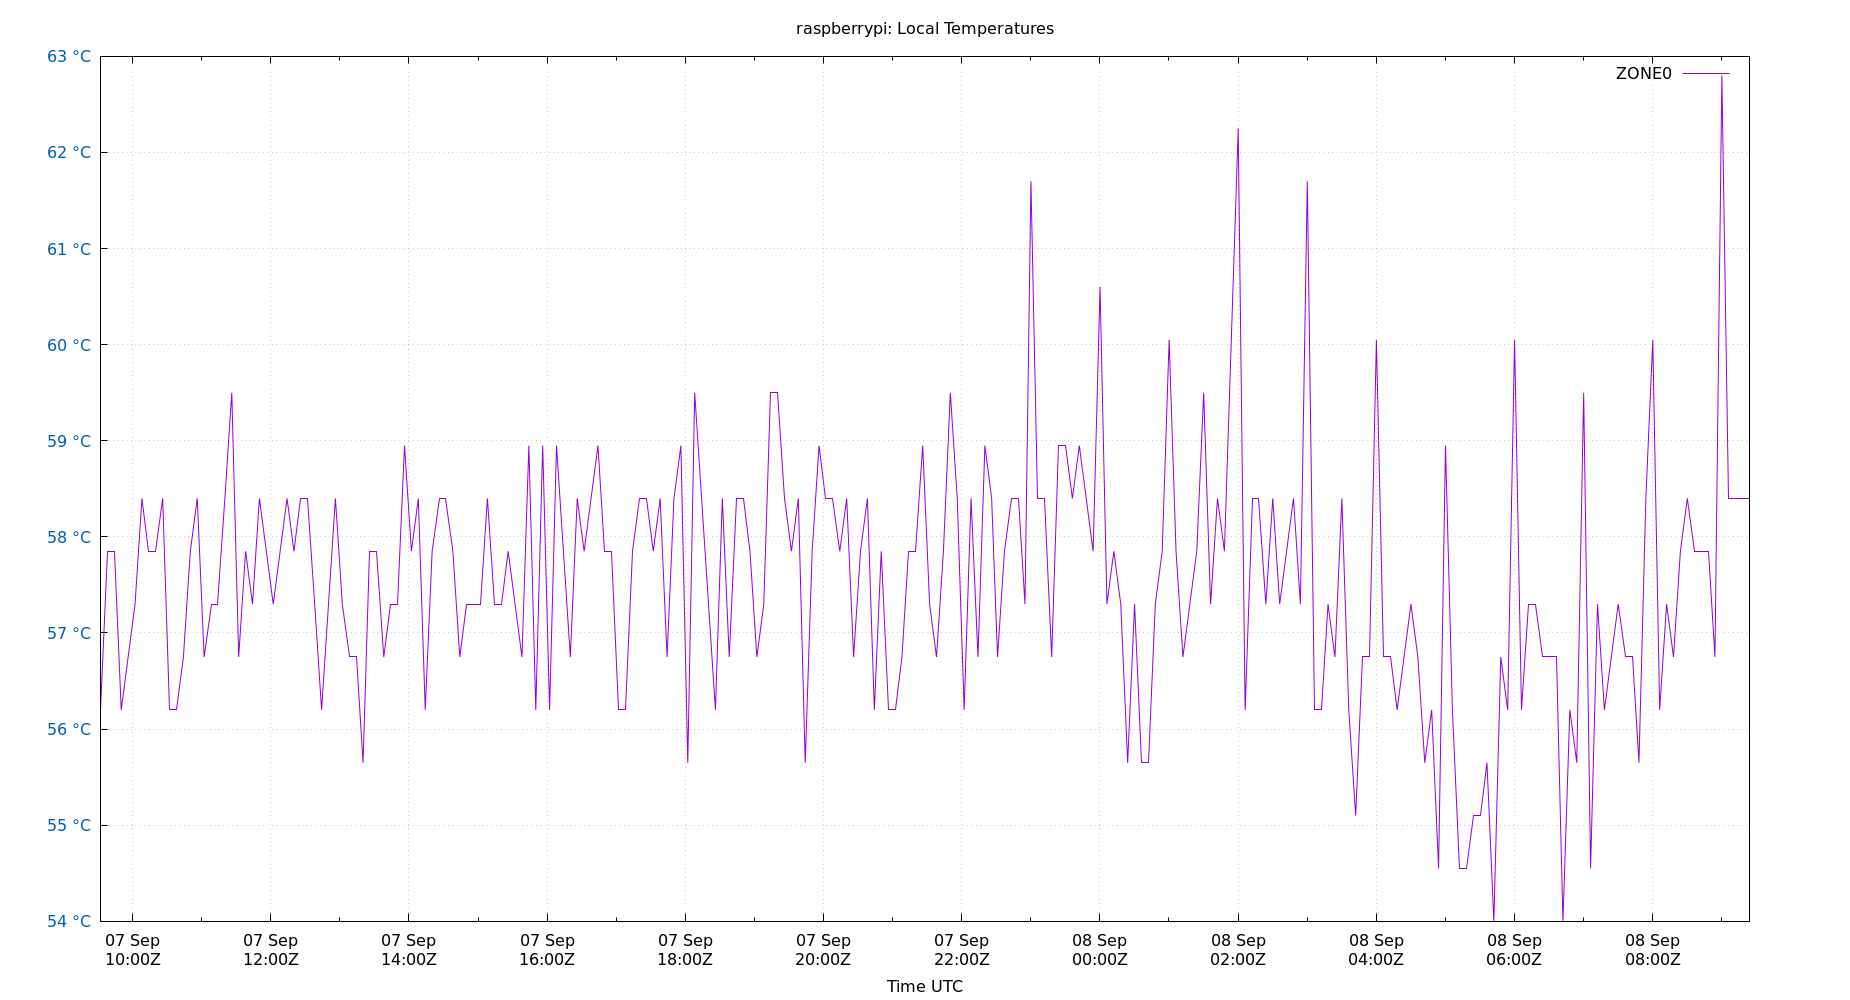 raspberrypi: Local Temperatures
63 °C
ZONE0
62 °C
61 °C
60 °C
59 °C
58 °C
57 °C
56 °C
55 °C
54 °C
07 Sep 07 Sep 07 Sep 07 Sep 07 Sep 07 Sep 07 Sep 08 Sep 08 Sep 08 Sep 08 Sep 08 Sep
10:00Z 12:00Z 14:00Z 16:00Z 18:00Z 20:00Z 22:00Z 00:00Z 02:00Z 04:00Z 06:00Z 08:00Z
Time UTC